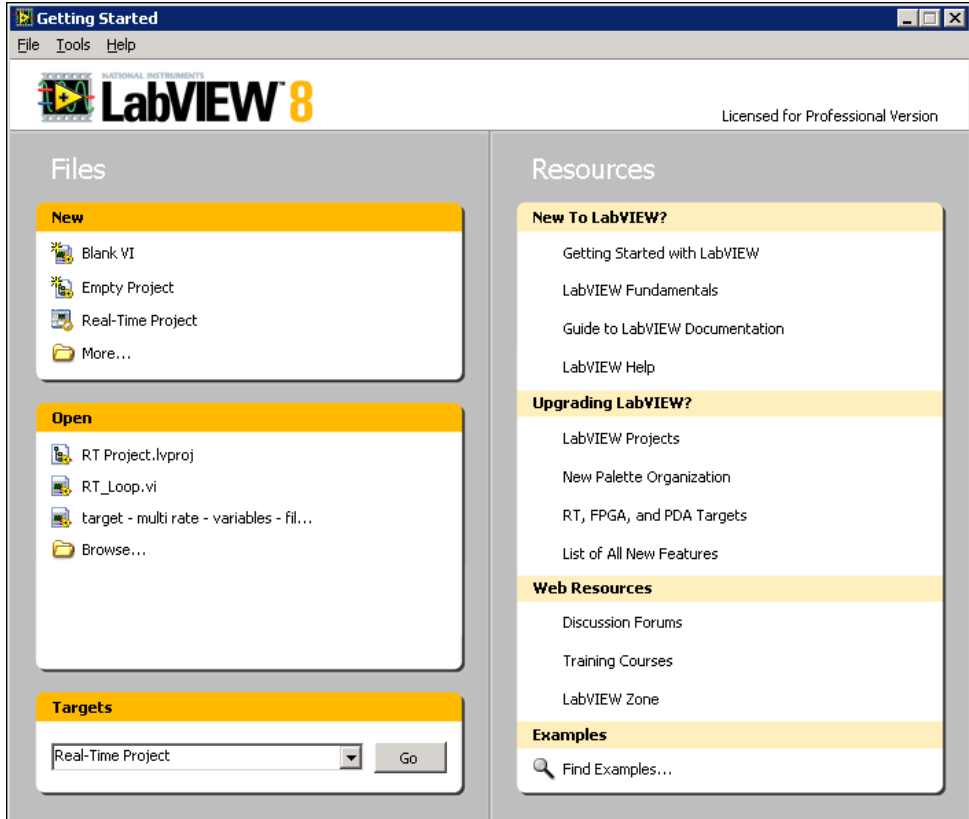 Getting Started
File Tools Help
NATIONAL INSTRUMENTS
LabVIEW™ 8
Licensed for Professional Version
Files
New
Blank VI
Empty Project
Real-Time Project
More...
Open
RT Project.lvproj
RT_Loop.vi
target - multi rate - variables - fil...
Browse...
Targets
Real-Time Project
Go
Resources
New To LabVIEW?
Getting Started with LabVIEW
LabVIEW Fundamentals
Guide to LabVIEW Documentation
LabVIEW Help
Upgrading LabVIEW?
LabVIEW Projects
New Palette Organization
RT, FPGA, and PDA Targets
List of All New Features
Web Resources
Discussion Forums
Training Courses
LabVIEW Zone
Examples
Find Examples...